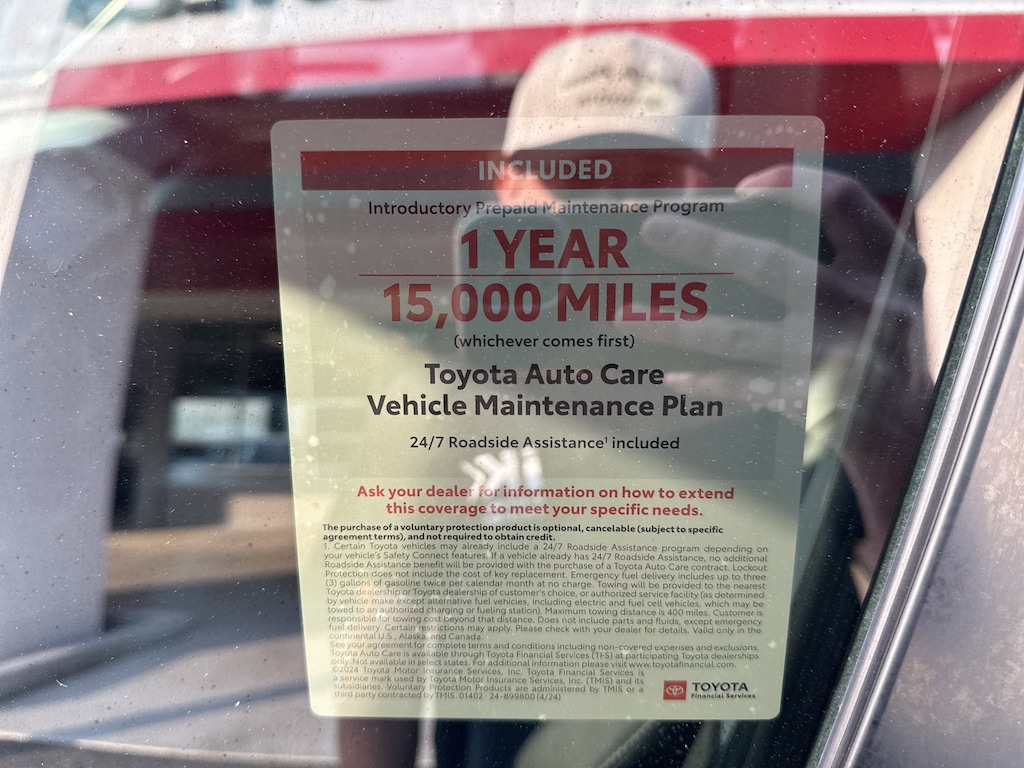 INCLUDED
Introductory Prepaid Maintenance Program
1 YEAR
15,000 MILES
(whichever comes first)
Toyota Auto Care
Vehicle Maintenance Plan
24/7 Roadside Assistance¹ included
Ask your dealer for information on how to extend
this coverage to meet your specific needs.
The purchase of a voluntary protection product is optional, cancelable (subject to specific
agreement terms), and not required to obtain credit.
1. Certain Toyota vehicles may already include a 24/7 Roadside Assistance program depending on
your vehicle's Safety Connect features. If a vehicle already has 24/7 Roadside Assistance, no additional
Roadside Assistance benefit will be provided with the purchase of a Toyota Auto Care contract. Lockout
Protection does not include the cost of key replacement. Emergency fuel delivery includes up to three
(3) gallons of gasoline twice per calendar month at no charge. Towing will be provided to the nearest
Toyota dealership or Toyota dealership of customer's choice, or authorized service facility (as determined
by vehicle make except alternative fuel vehicles, including electric and fuel cell vehicles, which may be
towed to an authorized charging or fueling station). Maximum towing distance is 400 miles. Customer is
responsible for towing cost beyond that distance. Does not include parts and fluids, except emergency
fuel delivery. Certain restrictions may apply. Please check with your dealer for details. Valid only in the
continental U.S., Alaska, and Canada.
See your agreement for complete terms and conditions including non-covered expenses and exclusions.
Toyota Auto Care is available through Toyota Financial Services (TFS) at participating Toyota dealerships
only. Not available in select states. For additional information please visit www.toyotafinancial.com.
©2024 Toyota Motor Insurance Services, Inc. Toyota Financial Services is
a service mark used by Toyota Motor Insurance Services, Inc. (TMIS) and its
subsidiaries. Voluntary Protection Products are administered by TMIS or a
third party contracted by TMIS. 01402 24-899800 (4/24)
TOYOTA
Financial Services